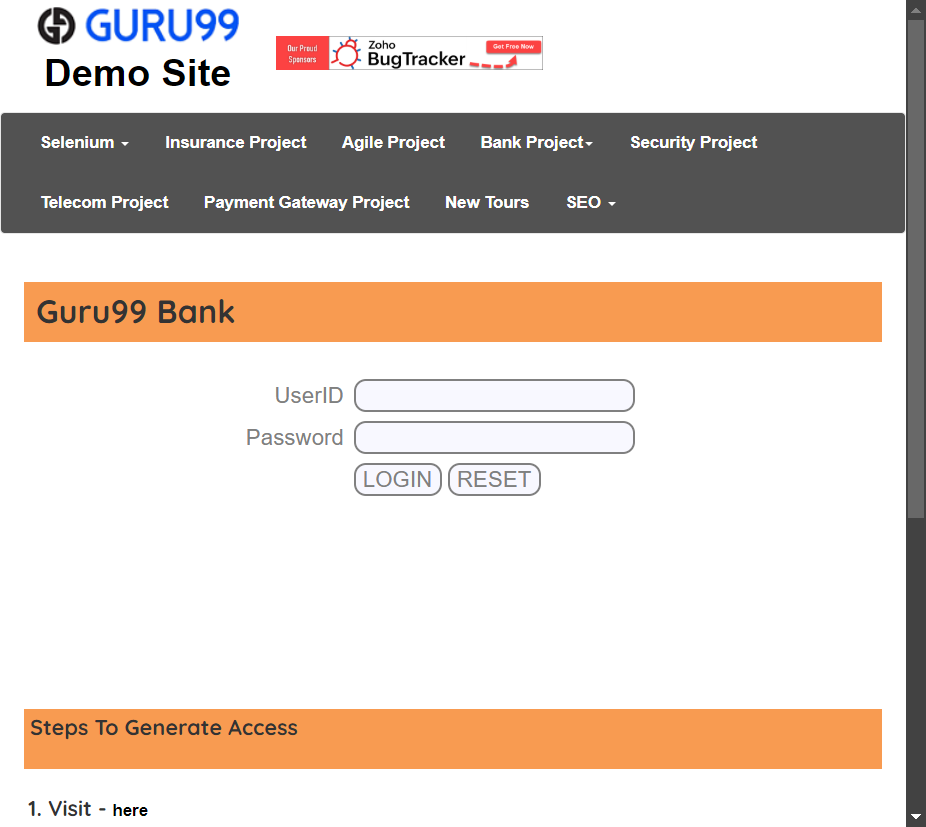 GURU99
Demo Site
Our Proud
Sponsors
Zoho
BugTracker
Get Free Now
Selenium
Insurance Project
Agile Project
Bank Project
Security Project
Telecom Project
Payment Gateway Project
New Tours
SEO
Guru99 Bank
UserID
Password
LOGIN RESET
Steps To Generate Access
1. Visit - here